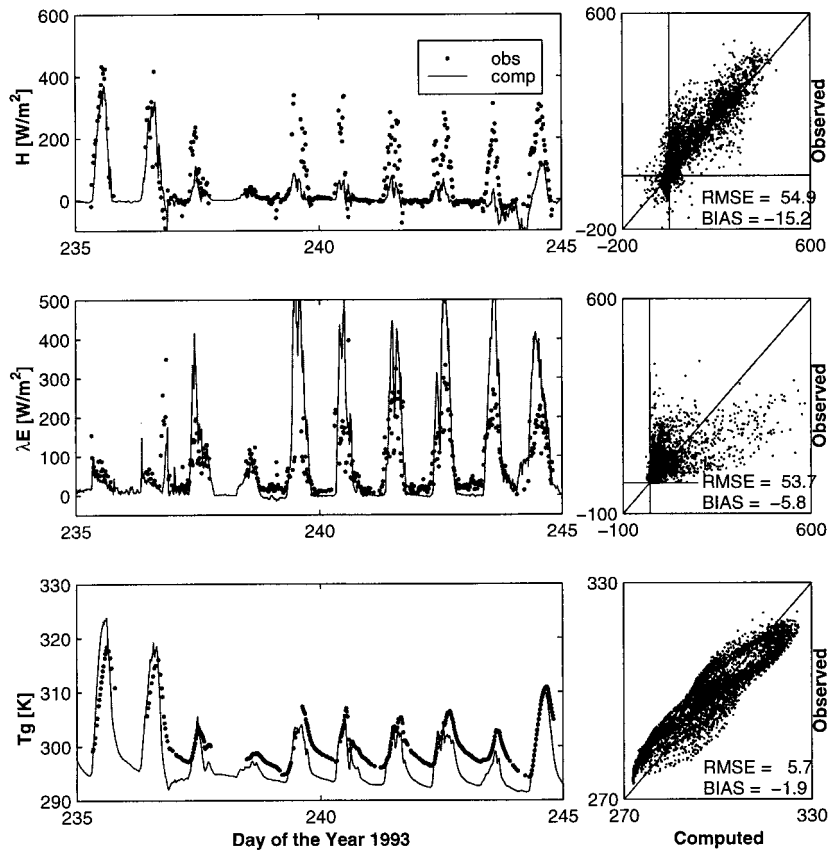 600
400
200
0
H [W/m²]
obs
comp
235
240
245
600
Observed
RMSE = 54.9
BIAS = −15.2
−200
−200
600
500
400
300
200
100
0
λE [W/m²]
235
240
245
600
Observed
RMSE = 53.7
BIAS = −5.8
−100
−100
600
330
320
310
300
290
Tg [K]
235
240
245
Day of the Year 1993
330
Observed
RMSE = 5.7
BIAS = −1.9
270
270
330
Computed